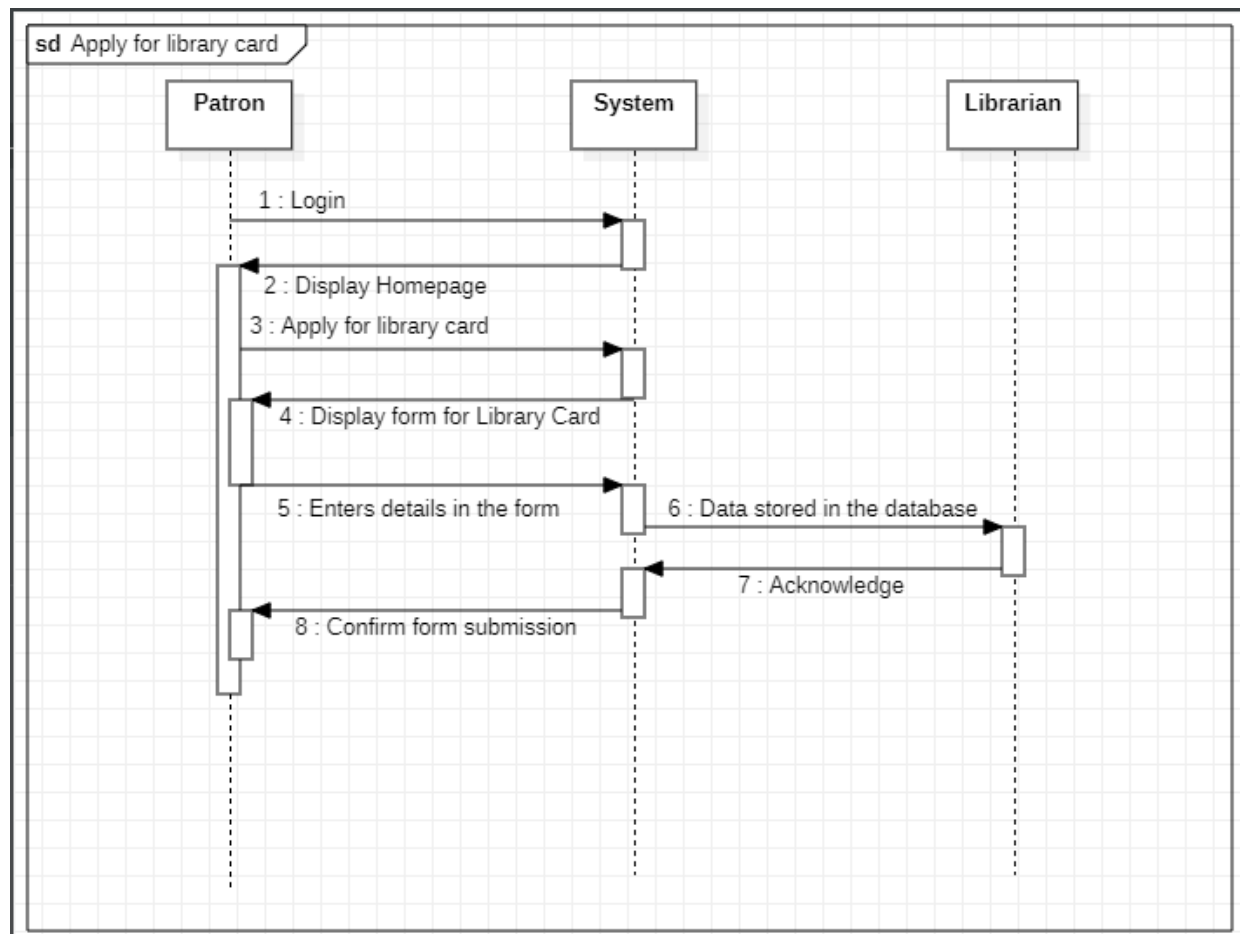 sd Apply for library card
Patron
System
Librarian
1 : Login
2 : Display Homepage
3 : Apply for library card
4 : Display form for Library Card
5 : Enters details in the form
6 : Data stored in the database
7 : Acknowledge
8 : Confirm form submission